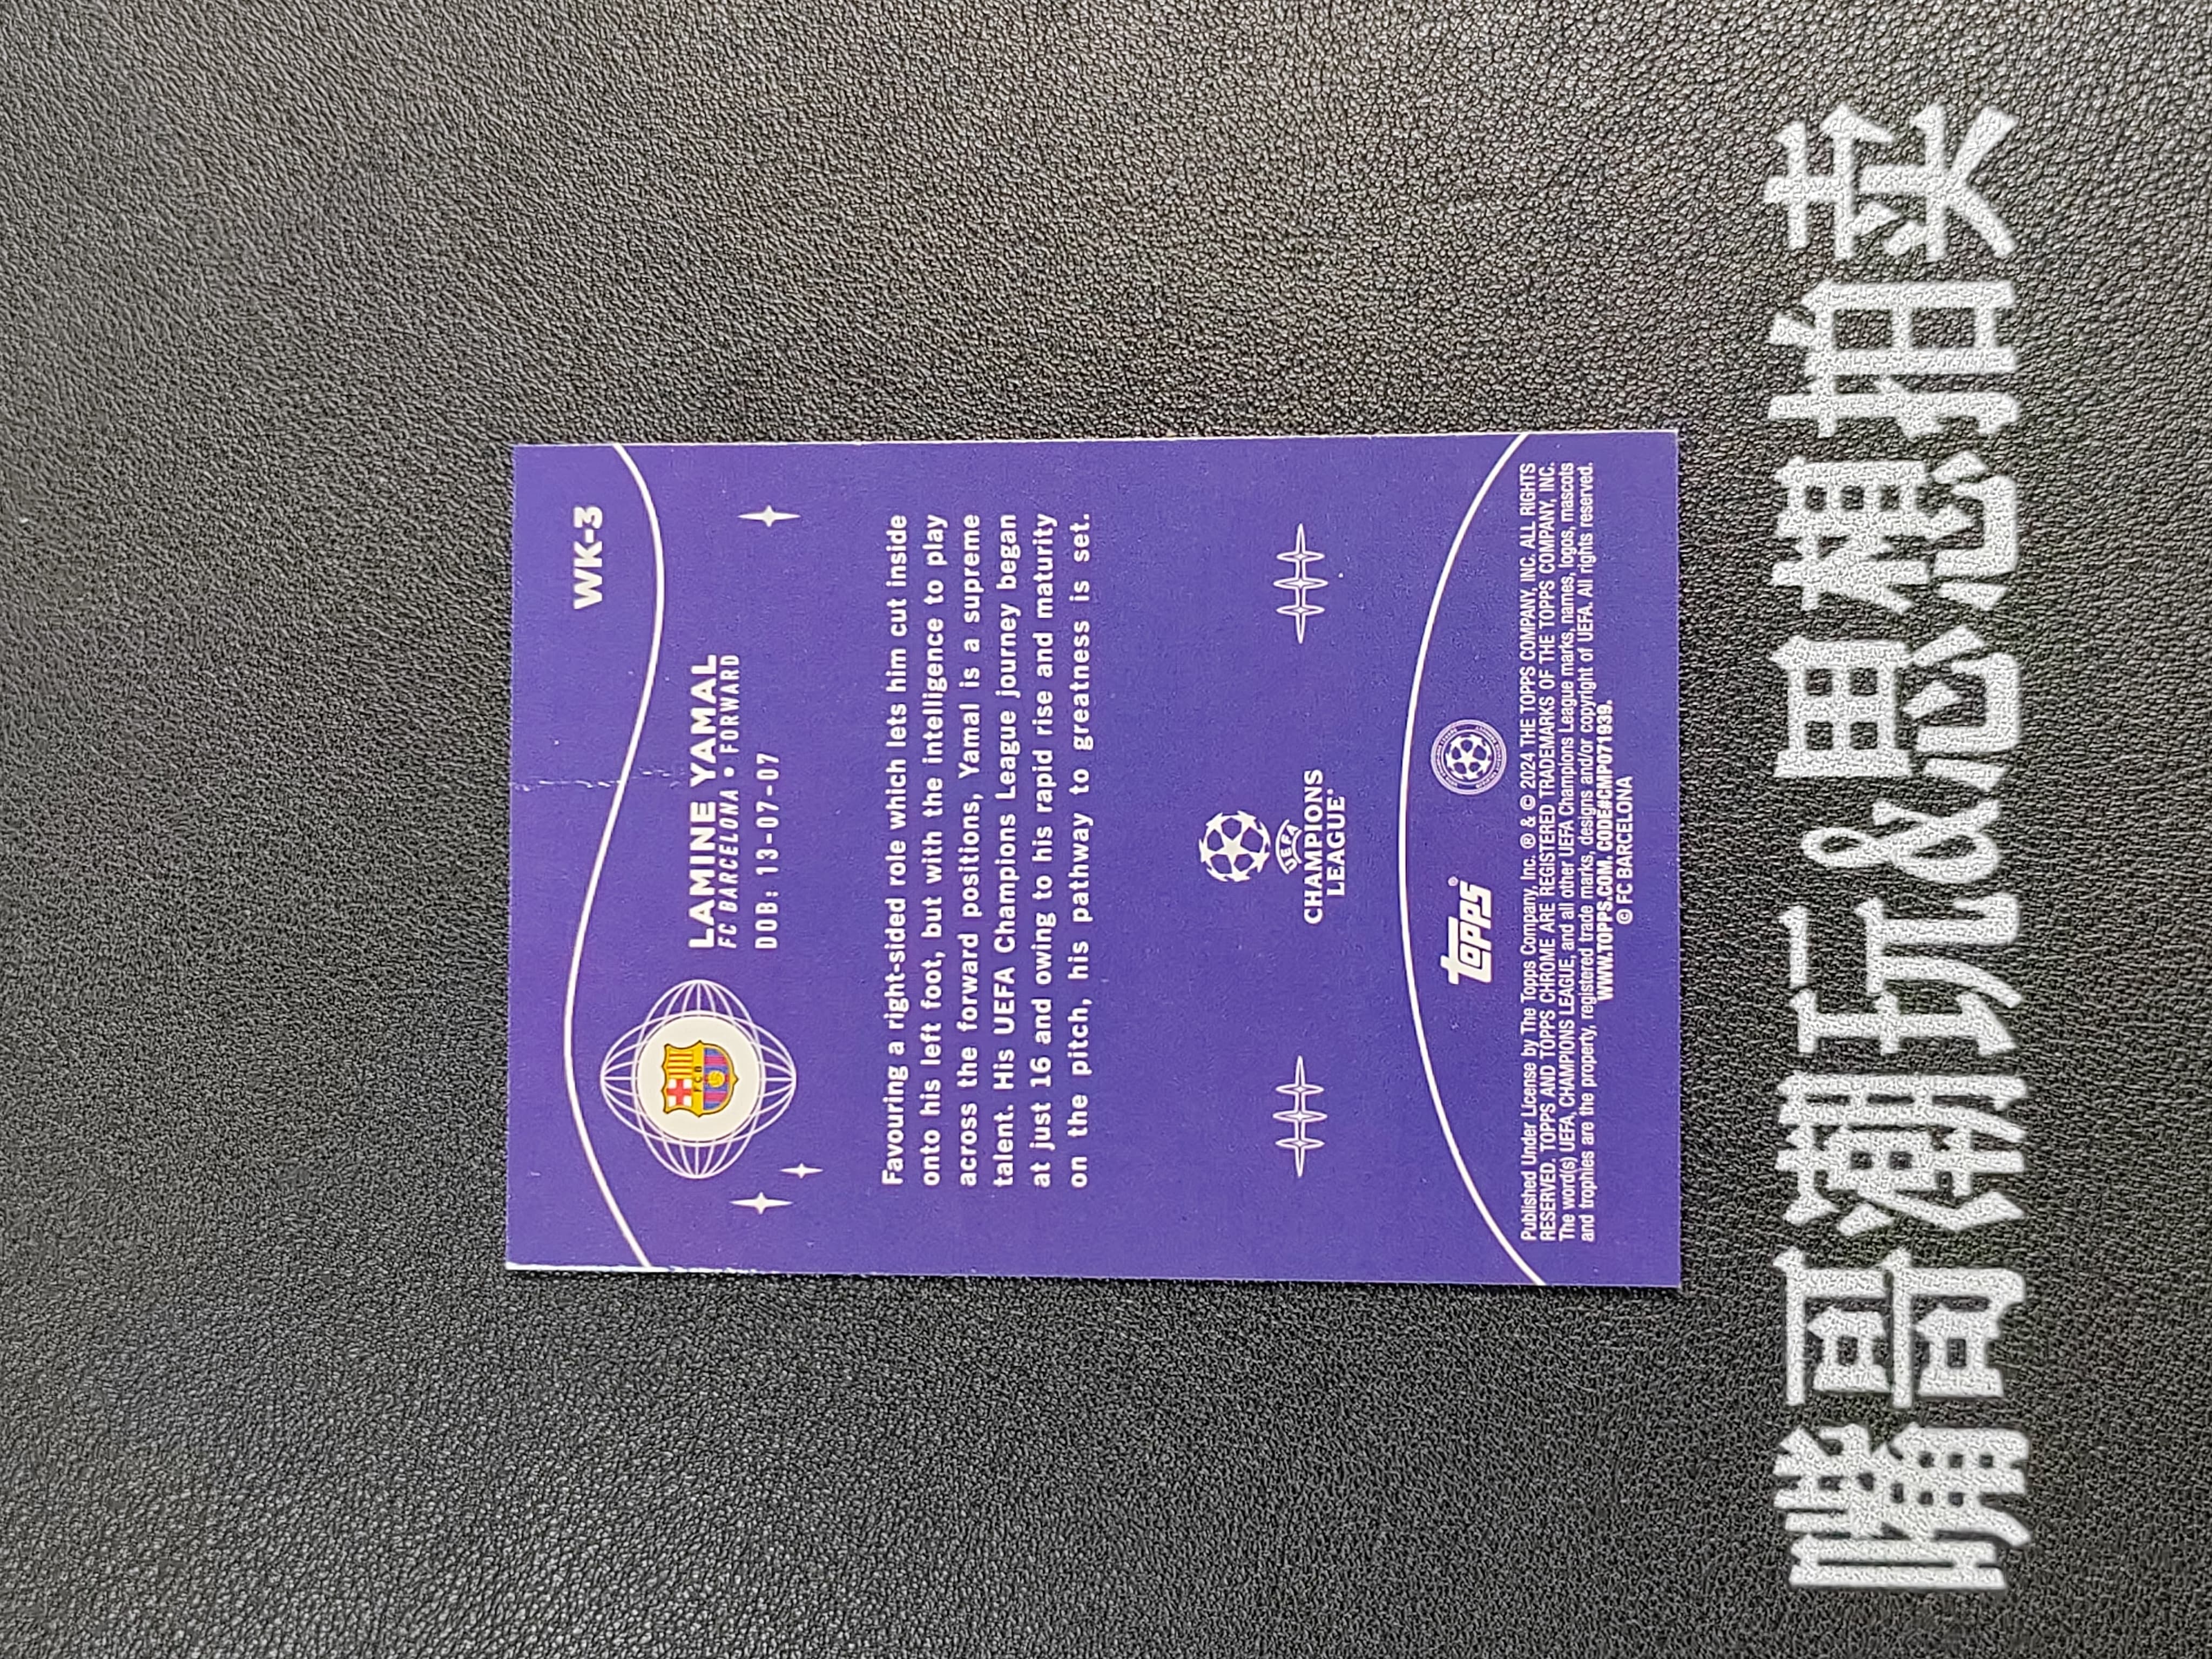 WK-3
LAMINE YAMAL
FC BARCELONA • FORWARD
DOB: 13-07-07
FCB
Favouring a right-sided role which lets him cut inside
onto his left foot, but with the intelligence to play
across the forward positions, Yamal is a supreme
talent. His UEFA Champions League journey began
at just 16 and owing to his rapid rise and maturity
on the pitch, his pathway to greatness is set.
UEFA
CHAMPIONS
LEAGUE®
topps®
Published Under License by The Topps Company, Inc. ® & © 2024 THE TOPPS COMPANY, INC. ALL RIGHTS
RESERVED. TOPPS AND TOPPS CHROME ARE REGISTERED TRADEMARKS OF THE TOPPS COMPANY, INC.
The word(s) UEFA, CHAMPIONS LEAGUE, and all other UEFA Champions League marks, names, logos, mascots
and trophies are the property, registered trade marks, designs and/or copyright of UEFA. All rights reserved.
WWW.TOPPS.COM. CODE#CMP071939.
© FC BARCELONA
嘴哥潮玩&思想拍卖